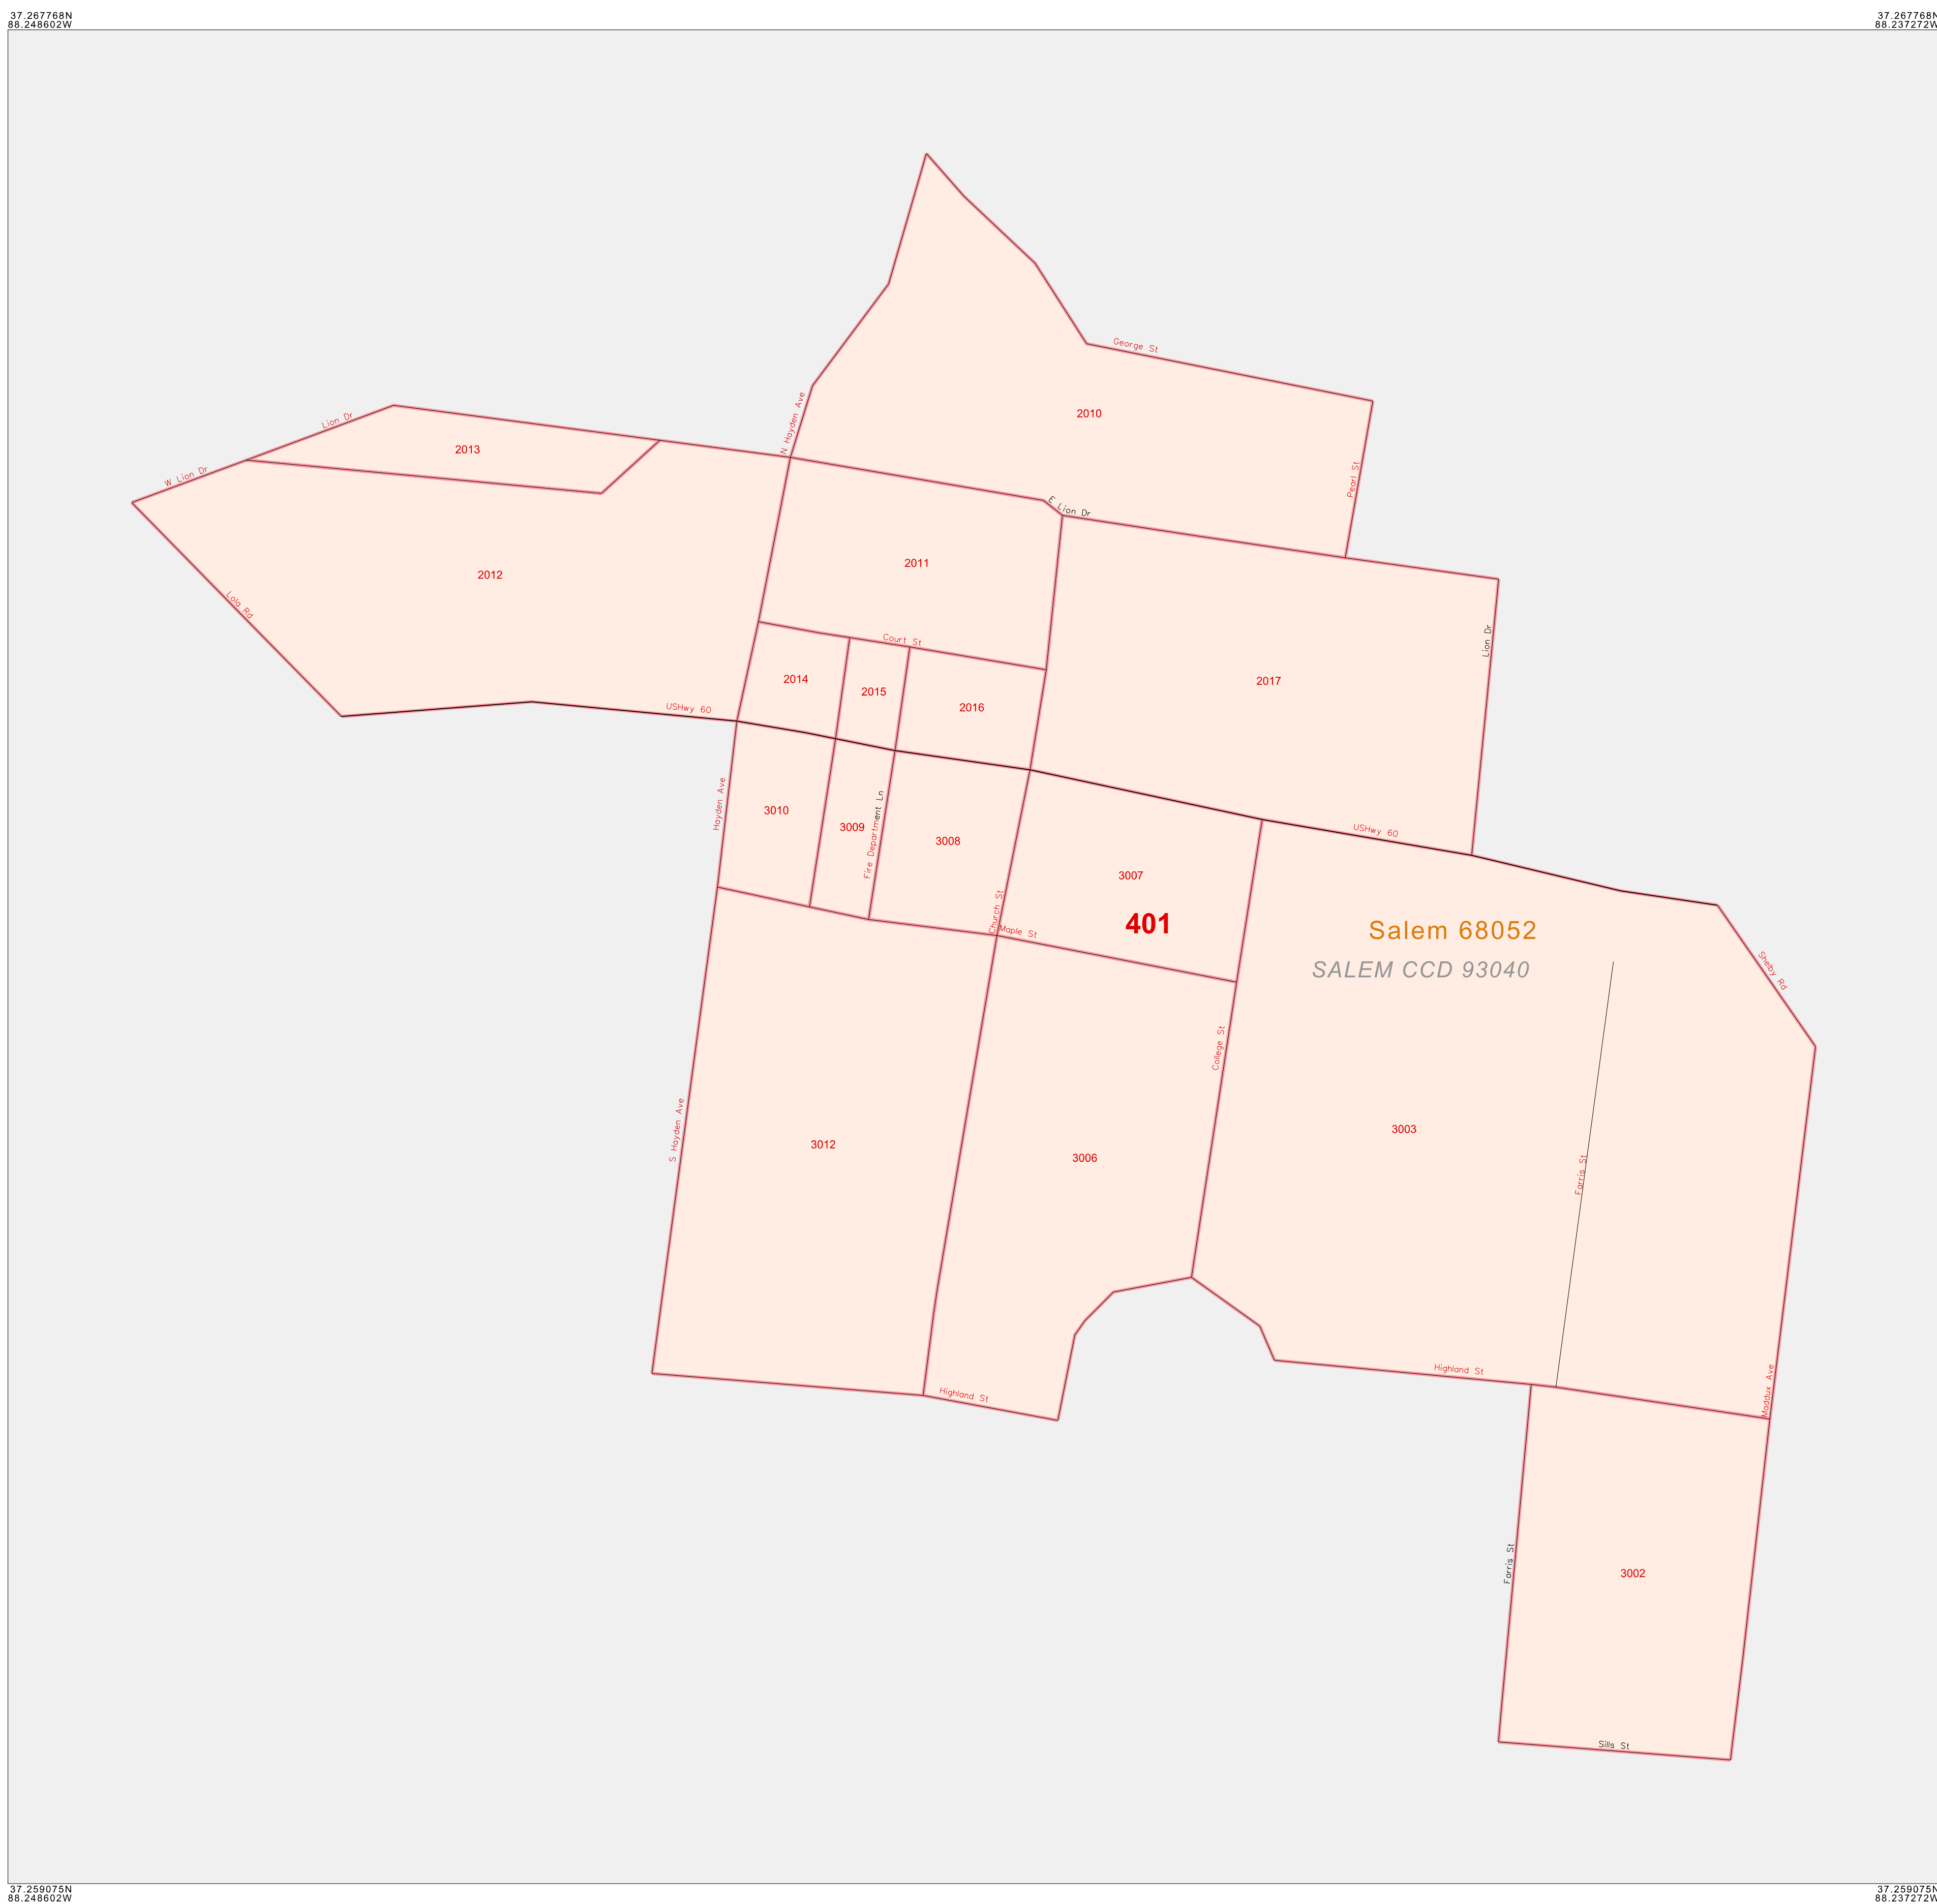 37.267768N
88.248602W
37.267768N
88.237272W
George St
N Hayden Ave
2010
Lion Dr
2013
W Lion Dr
Pearl St
E Lion Dr
2011
2012
Lola Rd
Court St
Lion Dr
2014
2015
2017
2016
USHwy 60
Hayden Ave
3010
3009
Fire Department Ln
3008
USHwy 60
3007
Church St
Maple St
401
Salem 68052
SALEM CCD 93040
Shelby Rd
College St
S Hayden Ave
3012
3006
3003
Farris St
Highland St
Highland St
Maddux Ave
Farris St
3002
Sills St
37.259075N
88.248602W
37.259075N
88.237272W